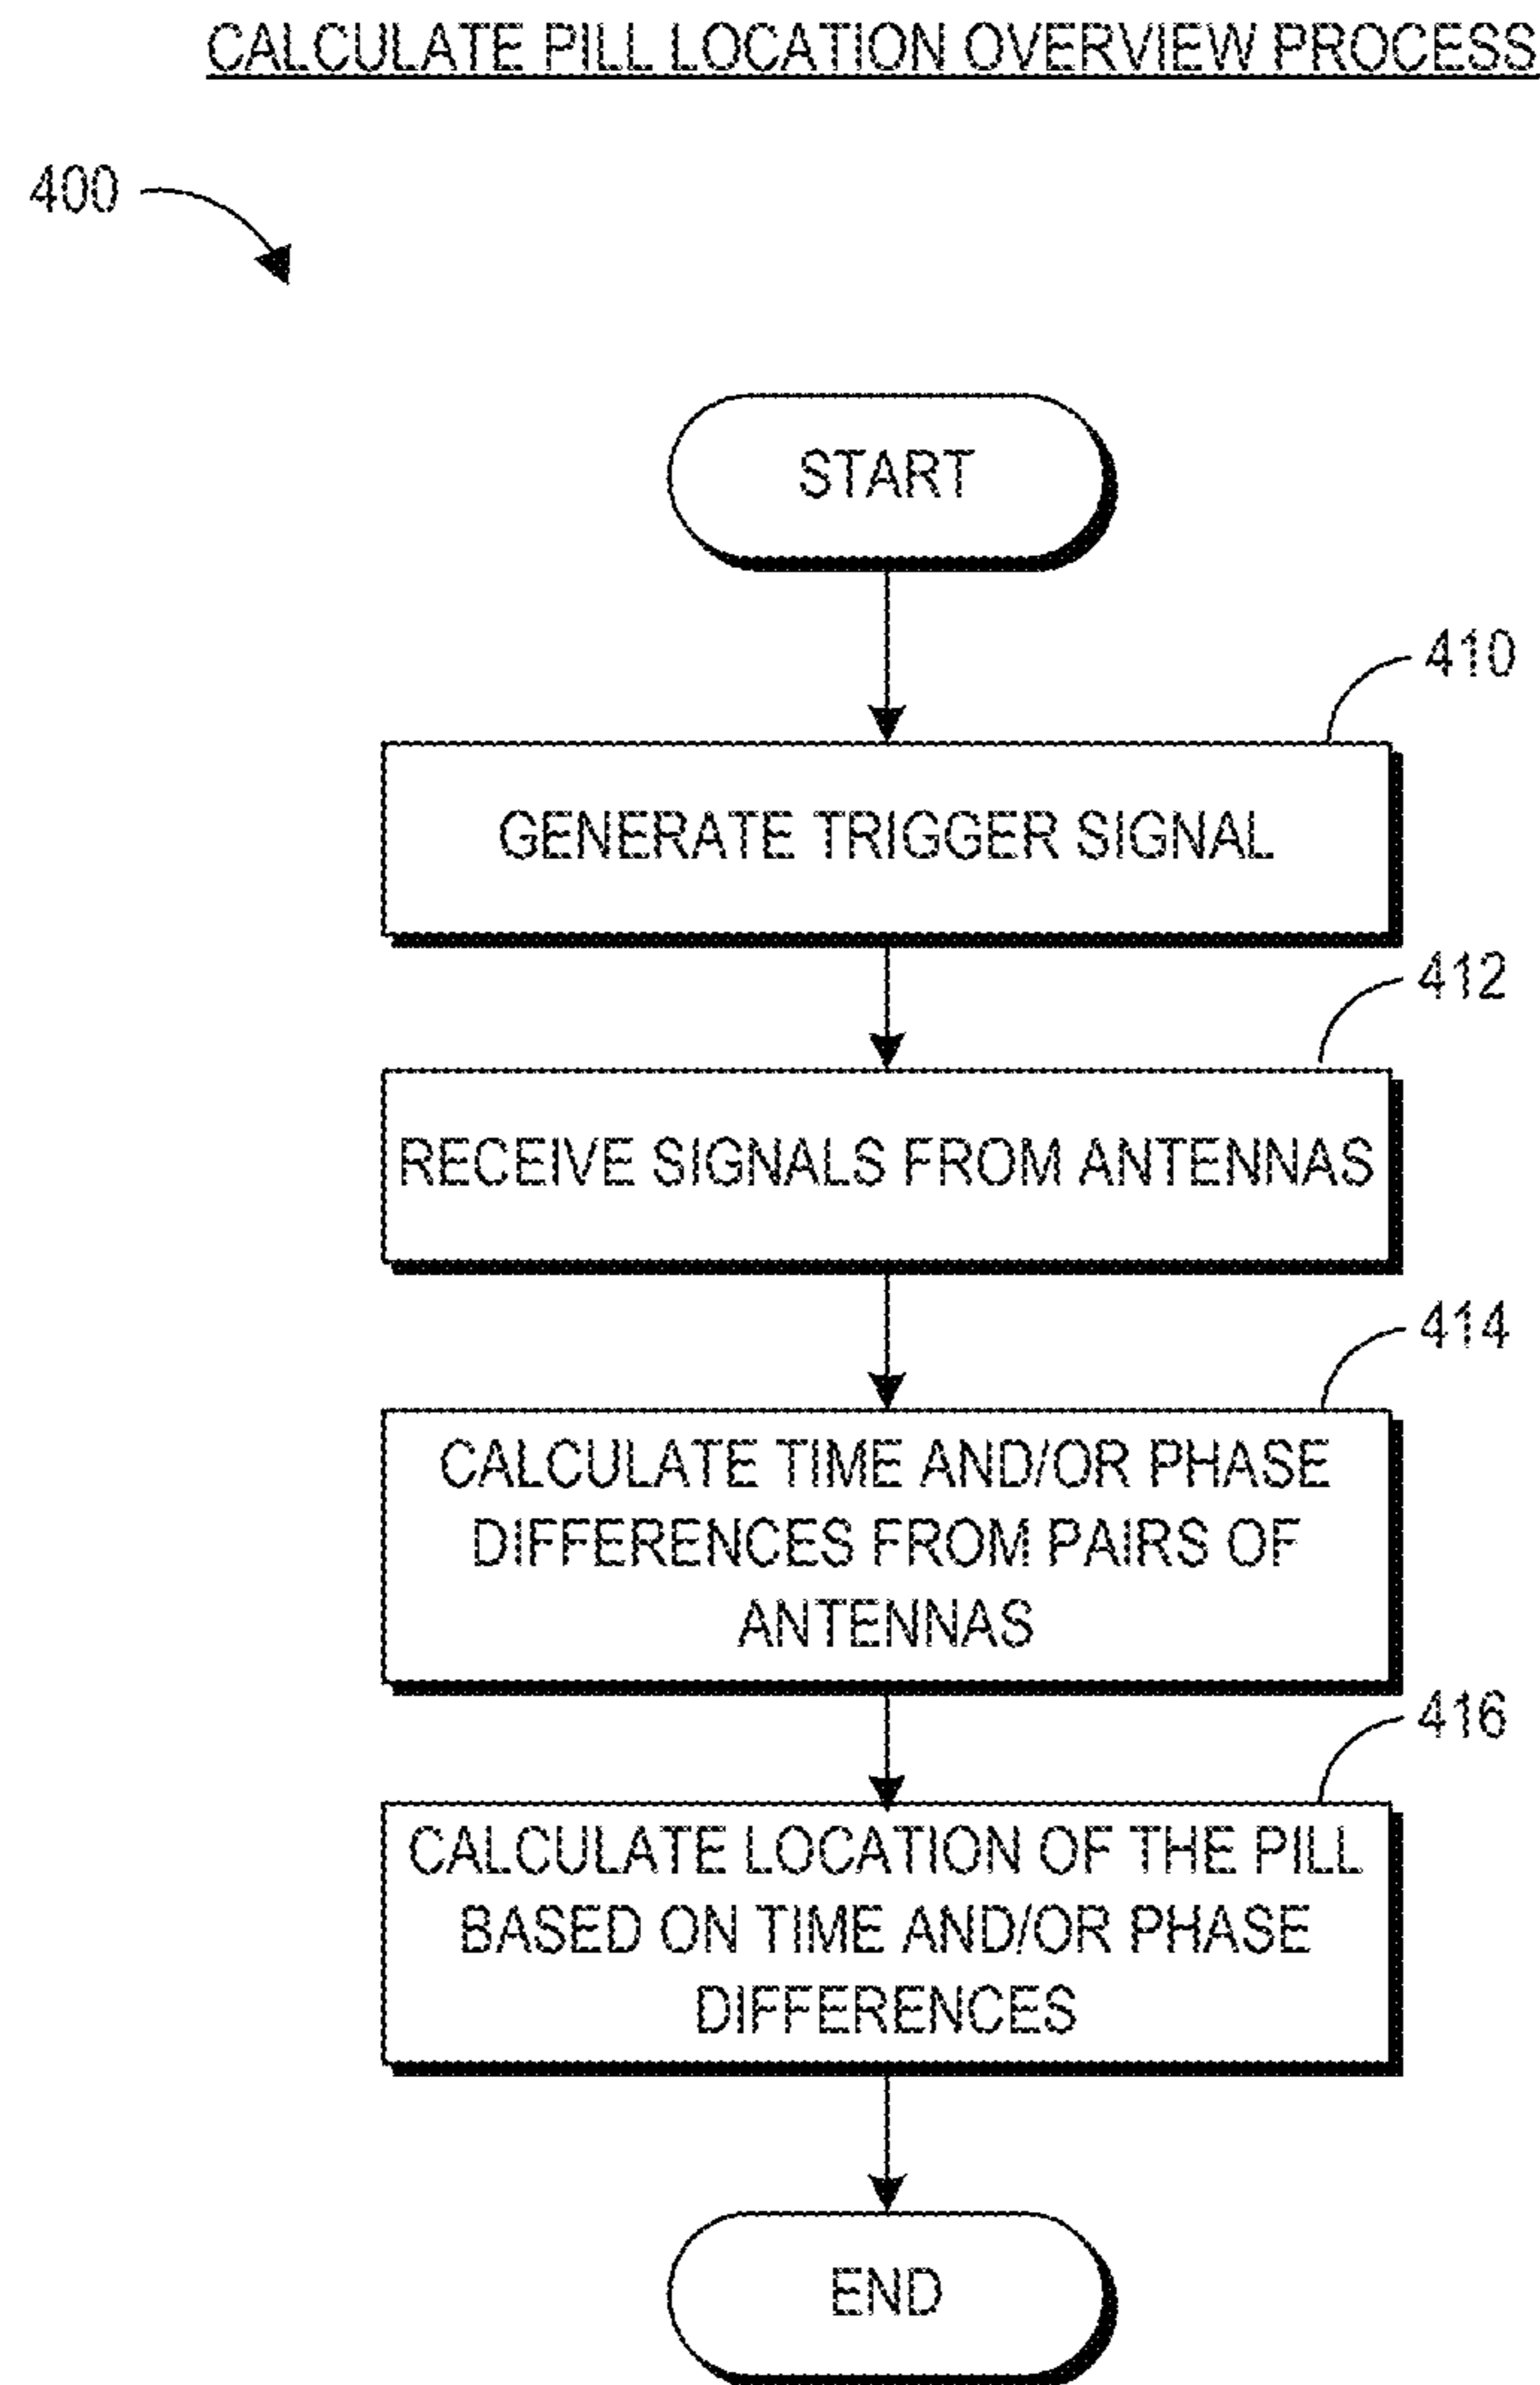 CALCULATE PILL LOCATION OVERVIEW PROCESS
400
START
410
GENERATE TRIGGER SIGNAL
412
RECEIVE SIGNALS FROM ANTENNAS
414
CALCULATE TIME AND/OR PHASE
DIFFERENCES FROM PAIRS OF
ANTENNAS
416
CALCULATE LOCATION OF THE PILL
BASED ON TIME AND/OR PHASE
DIFFERENCES
END